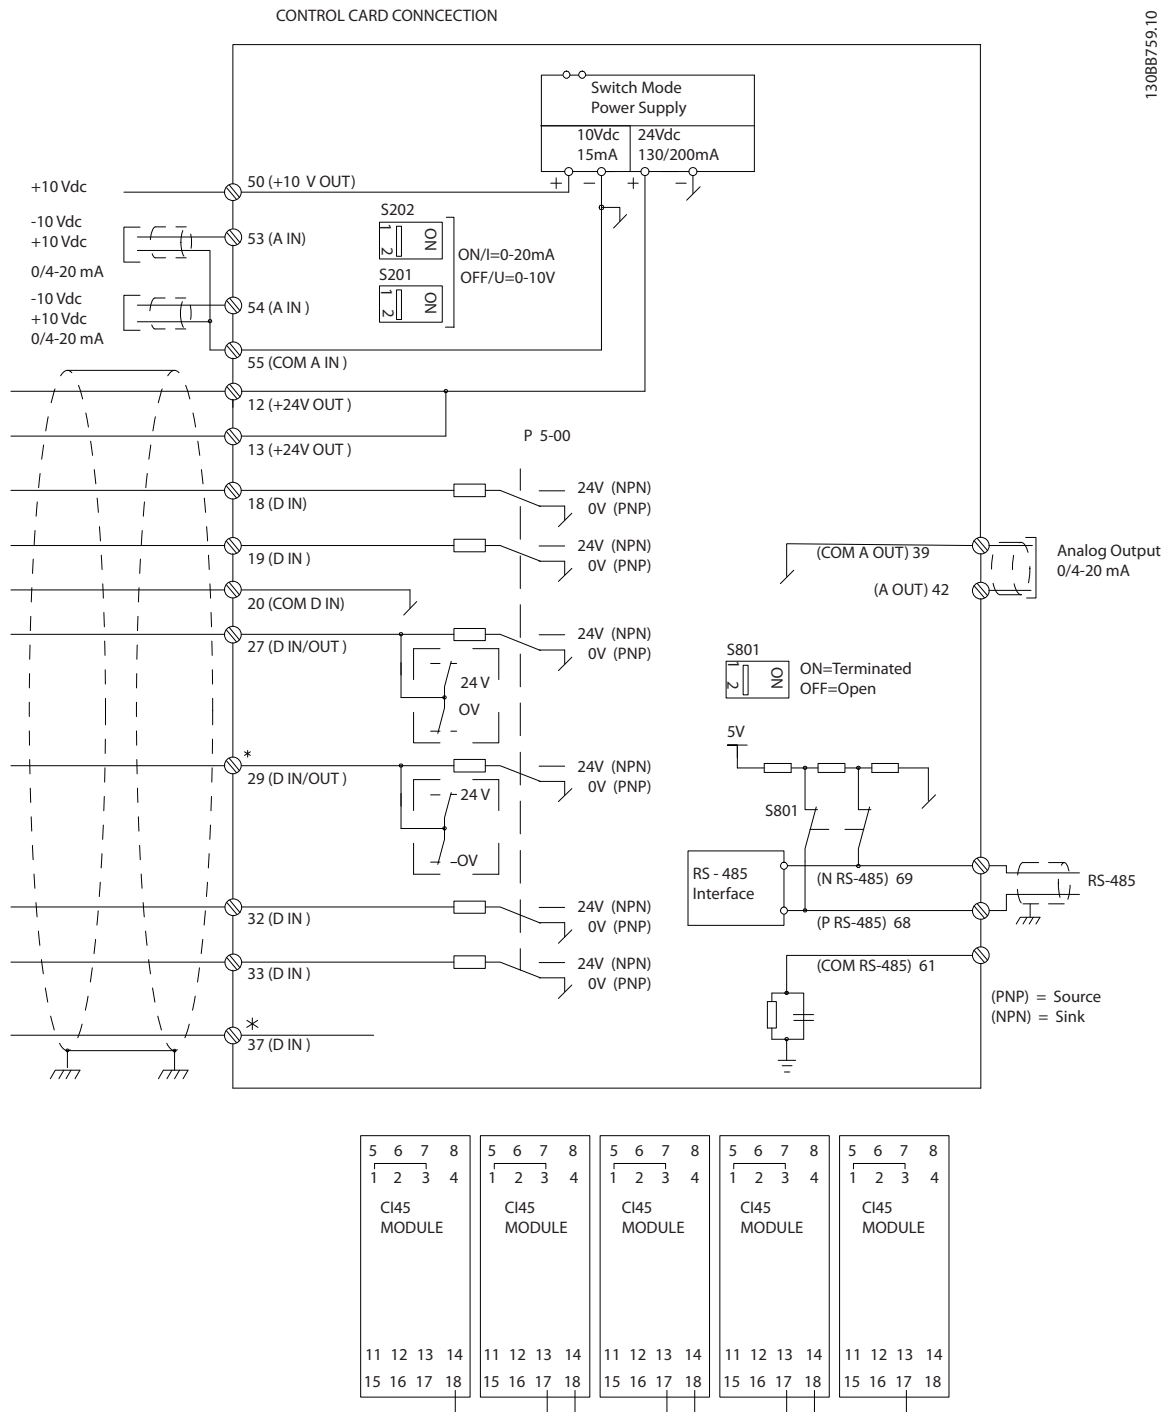 CONTROL CARD CONNCECTION
130BB759.10
Switch Mode
Power Supply
10Vdc
15mA
24Vdc
130/200mA
+ − + −
+10 Vdc
50 (+10 V OUT)
-10 Vdc
+10 Vdc
0/4-20 mA
53 (A IN)
S202
1 2 ON
S201
1 2 ON
ON/I=0-20mA
OFF/U=0-10V
-10 Vdc
+10 Vdc
0/4-20 mA
54 (A IN )
55 (COM A IN )
12 (+24V OUT )
13 (+24V OUT )
P 5-00
18 (D IN)
24V (NPN)
0V (PNP)
19 (D IN )
24V (NPN)
0V (PNP)
20 (COM D IN)
27 (D IN/OUT )
24V (NPN)
0V (PNP)
24 V
OV
*
29 (D IN/OUT )
24V (NPN)
0V (PNP)
24 V
OV
32 (D IN )
24V (NPN)
0V (PNP)
33 (D IN )
24V (NPN)
0V (PNP)
*
37 (D IN )
(COM A OUT) 39
(A OUT) 42
Analog Output
0/4-20 mA
S801
1 2 ON
ON=Terminated
OFF=Open
5V
S801
RS - 485
Interface
(N RS-485) 69
(P RS-485) 68
RS-485
(COM RS-485) 61
(PNP) = Source
(NPN) = Sink
5 6 7 8
1 2 3 4
CI45
MODULE
11 12 13 14
15 16 17 18
5 6 7 8
1 2 3 4
CI45
MODULE
11 12 13 14
15 16 17 18
5 6 7 8
1 2 3 4
CI45
MODULE
11 12 13 14
15 16 17 18
5 6 7 8
1 2 3 4
CI45
MODULE
11 12 13 14
15 16 17 18
5 6 7 8
1 2 3 4
CI45
MODULE
11 12 13 14
15 16 17 18